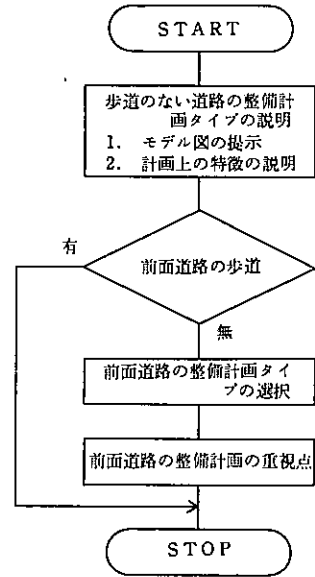 START
歩道のない道路の整備計
画タイプの説明
1. モデル図の提示
2. 計画上の特徴の説明
有
前面道路の歩道
無
前面道路の整備計画タイ
プの選択
前面道路の整備計画の重視点
STOP